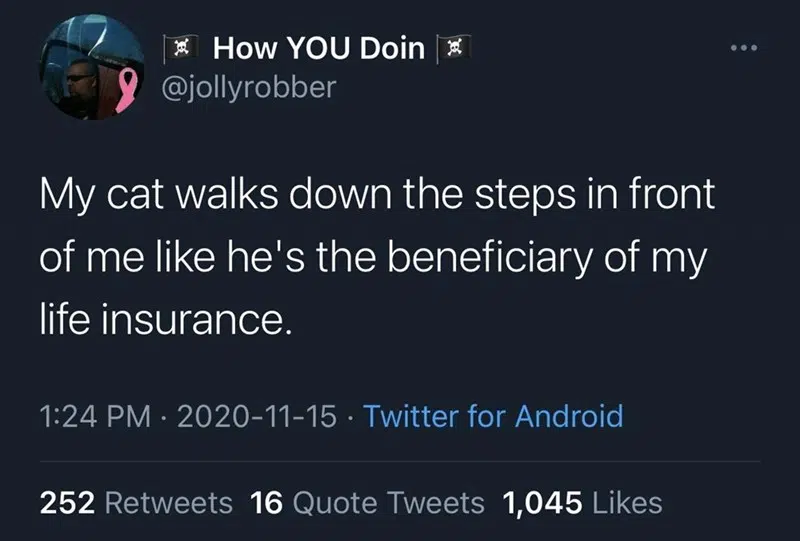 How YOU Doin
@jollyrobber
My cat walks down the steps in front
of me like he's the beneficiary of my
life insurance.
1:24 PM · 2020-11-15 · Twitter for Android
252 Retweets 16 Quote Tweets 1,045 Likes